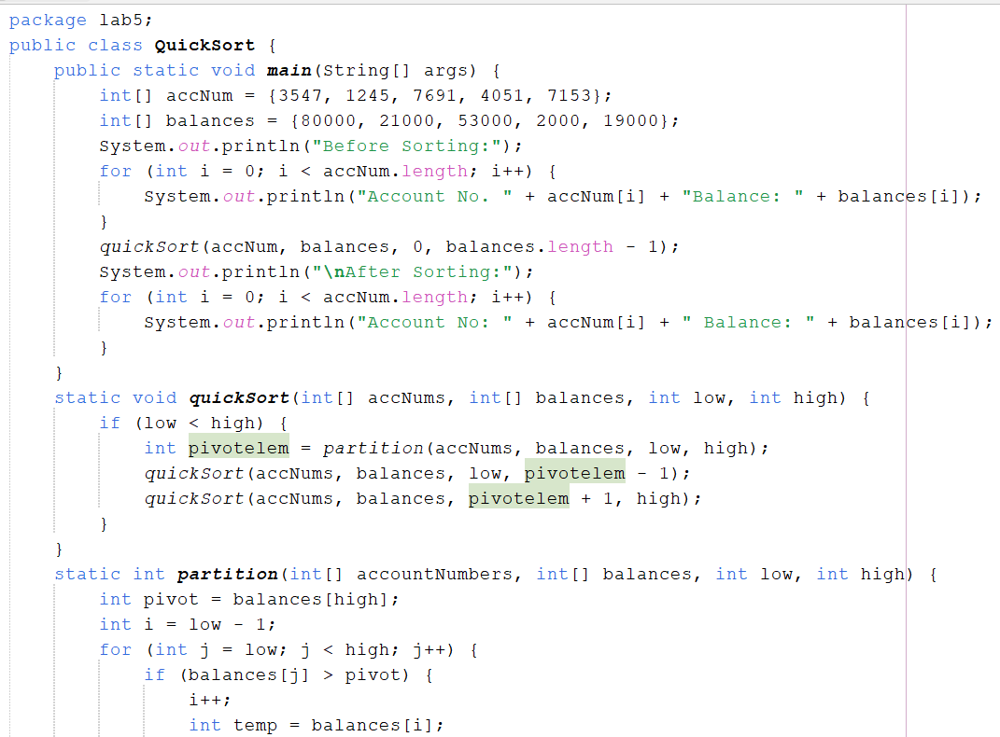 package lab5;
public class QuickSort {
    public static void main(String[] args) {
        int[] accNum = {3547, 1245, 7691, 4051, 7153};
        int[] balances = {80000, 21000, 53000, 2000, 19000};
        System.out.println("Before Sorting:");
        for (int i = 0; i < accNum.length; i++) {
            System.out.println("Account No. " + accNum[i] + "Balance: " + balances[i]);
        }
        quickSort(accNum, balances, 0, balances.length - 1);
        System.out.println("\nAfter Sorting:");
        for (int i = 0; i < accNum.length; i++) {
            System.out.println("Account No: " + accNum[i] + " Balance: " + balances[i]);
        }
    }
    static void quickSort(int[] accNums, int[] balances, int low, int high) {
        if (low < high) {
            int pivotelem = partition(accNums, balances, low, high);
            quickSort(accNums, balances, low, pivotelem - 1);
            quickSort(accNums, balances, pivotelem + 1, high);
        }
    }
    static int partition(int[] accountNumbers, int[] balances, int low, int high) {
        int pivot = balances[high];
        int i = low - 1;
        for (int j = low; j < high; j++) {
            if (balances[j] > pivot) {
                i++;
                int temp = balances[i];